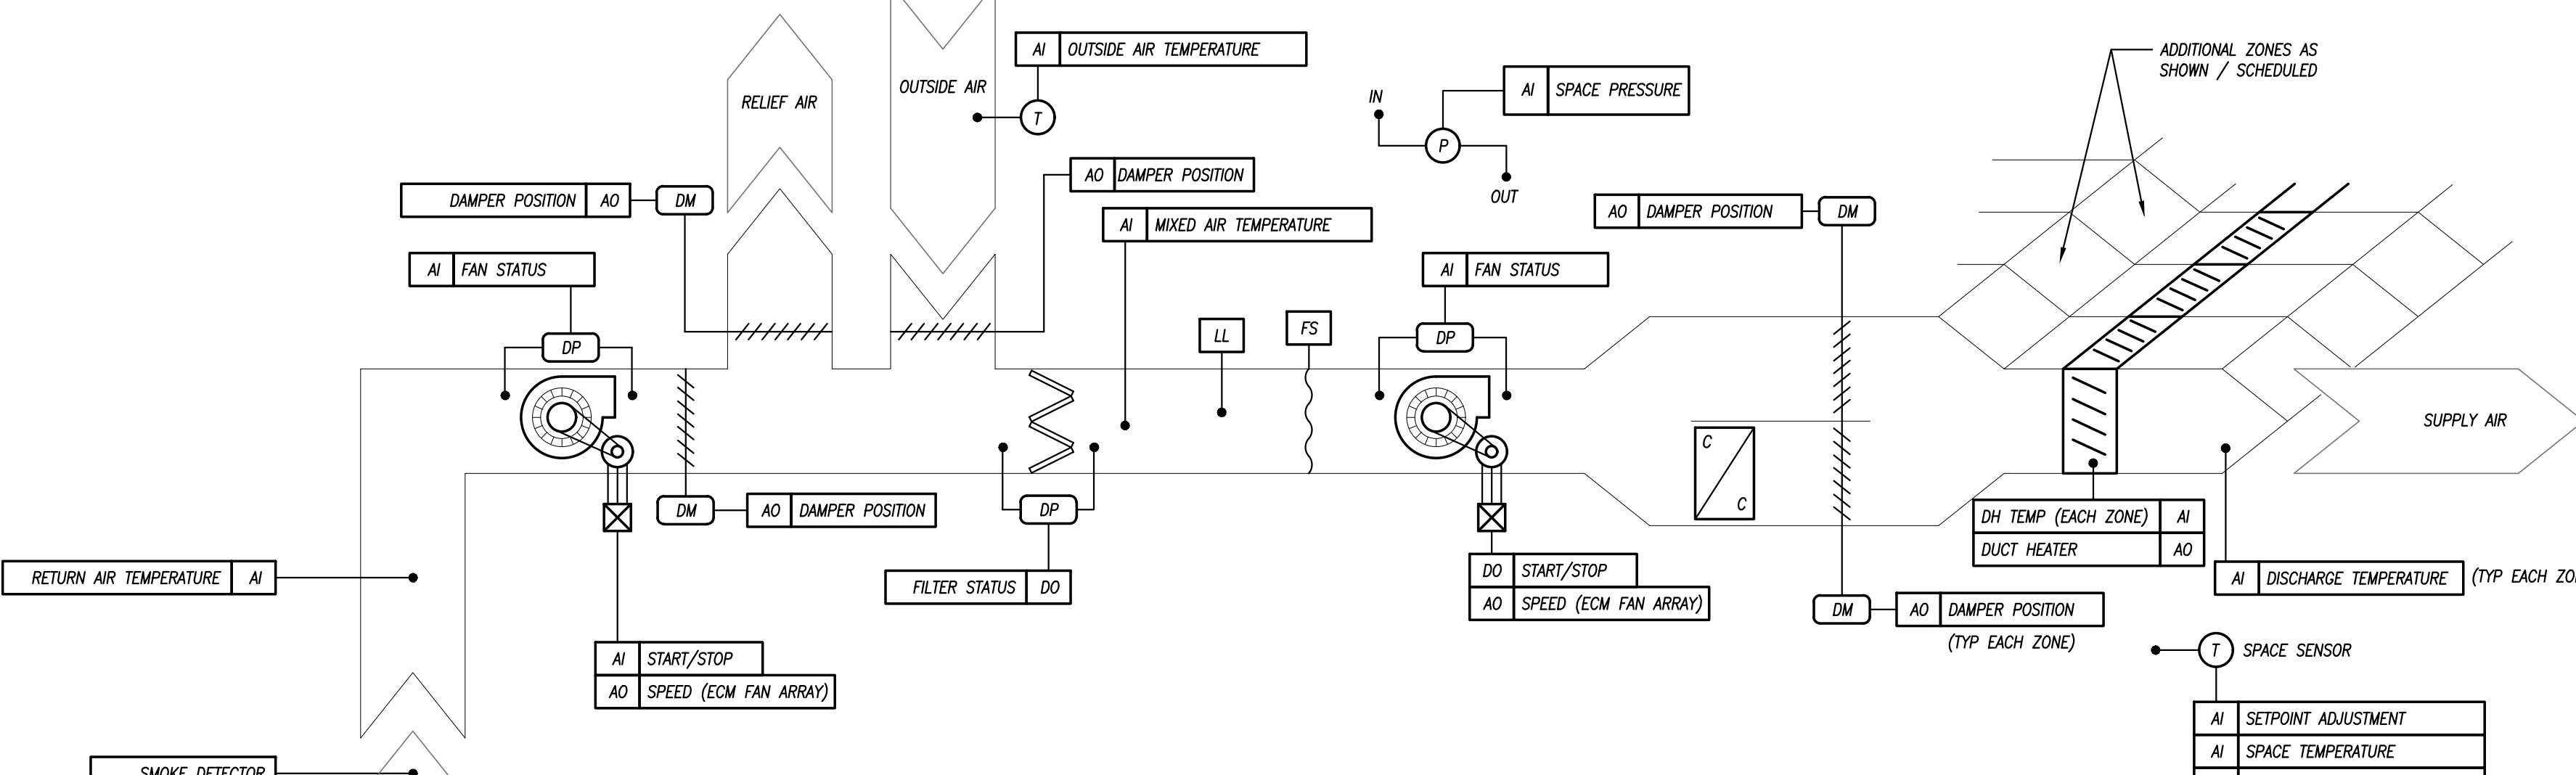 AI OUTSIDE AIR TEMPERATURE
ADDITIONAL ZONES AS
SHOWN / SCHEDULED
RELIEF AIR
OUTSIDE AIR
T
IN
AI SPACE PRESSURE
P
OUT
AO DAMPER POSITION
DAMPER POSITION AO
DM
AI MIXED AIR TEMPERATURE
AO DAMPER POSITION
DM
AI FAN STATUS
AI FAN STATUS
LL
FS
DP
DP
SUPPLY AIR
C
C
DM
AO DAMPER POSITION
DP
DH TEMP (EACH ZONE) AI
DUCT HEATER AO
RETURN AIR TEMPERATURE AI
FILTER STATUS DO
DO START/STOP
AO SPEED (ECM FAN ARRAY)
AI DISCHARGE TEMPERATURE (TYP EACH
DM
AO DAMPER POSITION
(TYP EACH ZONE)
T SPACE SENSOR
AI START/STOP
AO SPEED (ECM FAN ARRAY)
AI SETPOINT ADJUSTMENT
AI SPACE TEMPERATURE
SMOKE DETECTOR